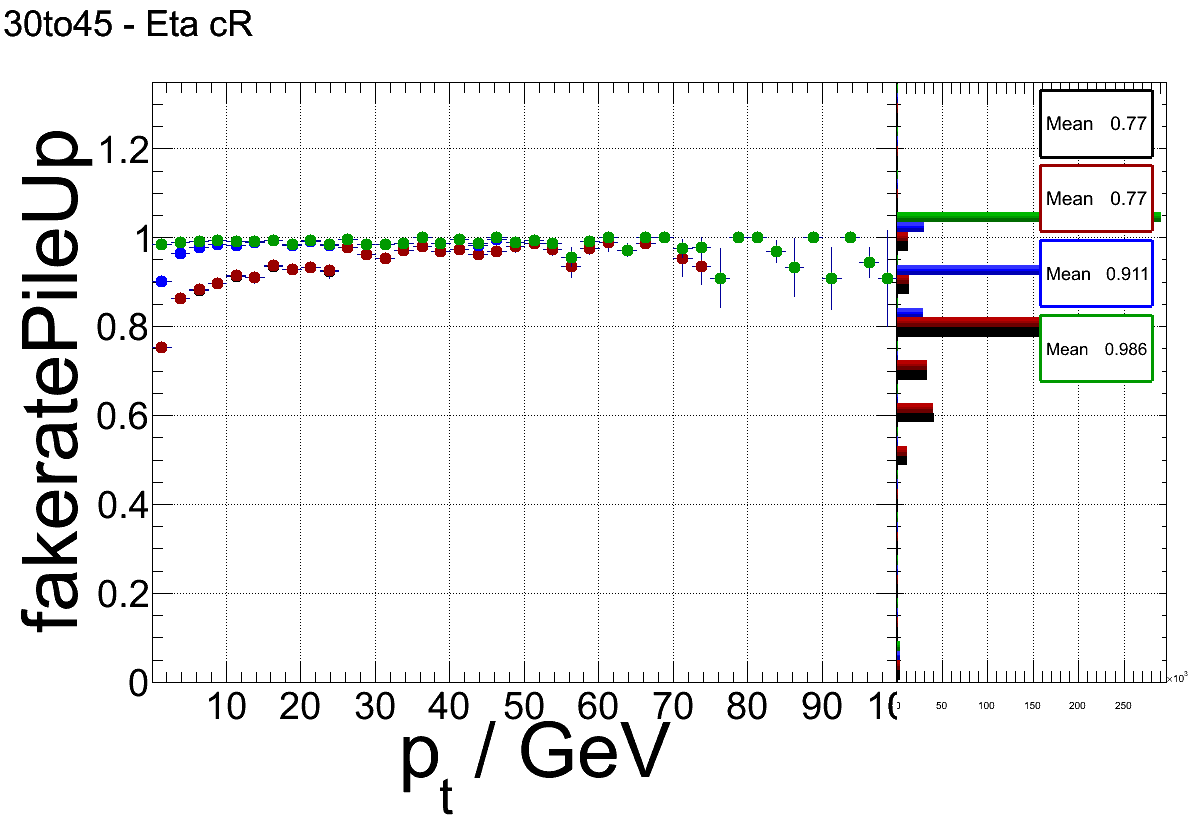 30to45 - Eta cR
fakeratePileUp
1.2
1
0.8
0.6
0.4
0.2
0
10 20 30 40 50 60 70 80 90
p_t / GeV
Mean 0.77
Mean 0.77
Mean 0.911
Mean 0.986
50 100 150 200 250
×10³